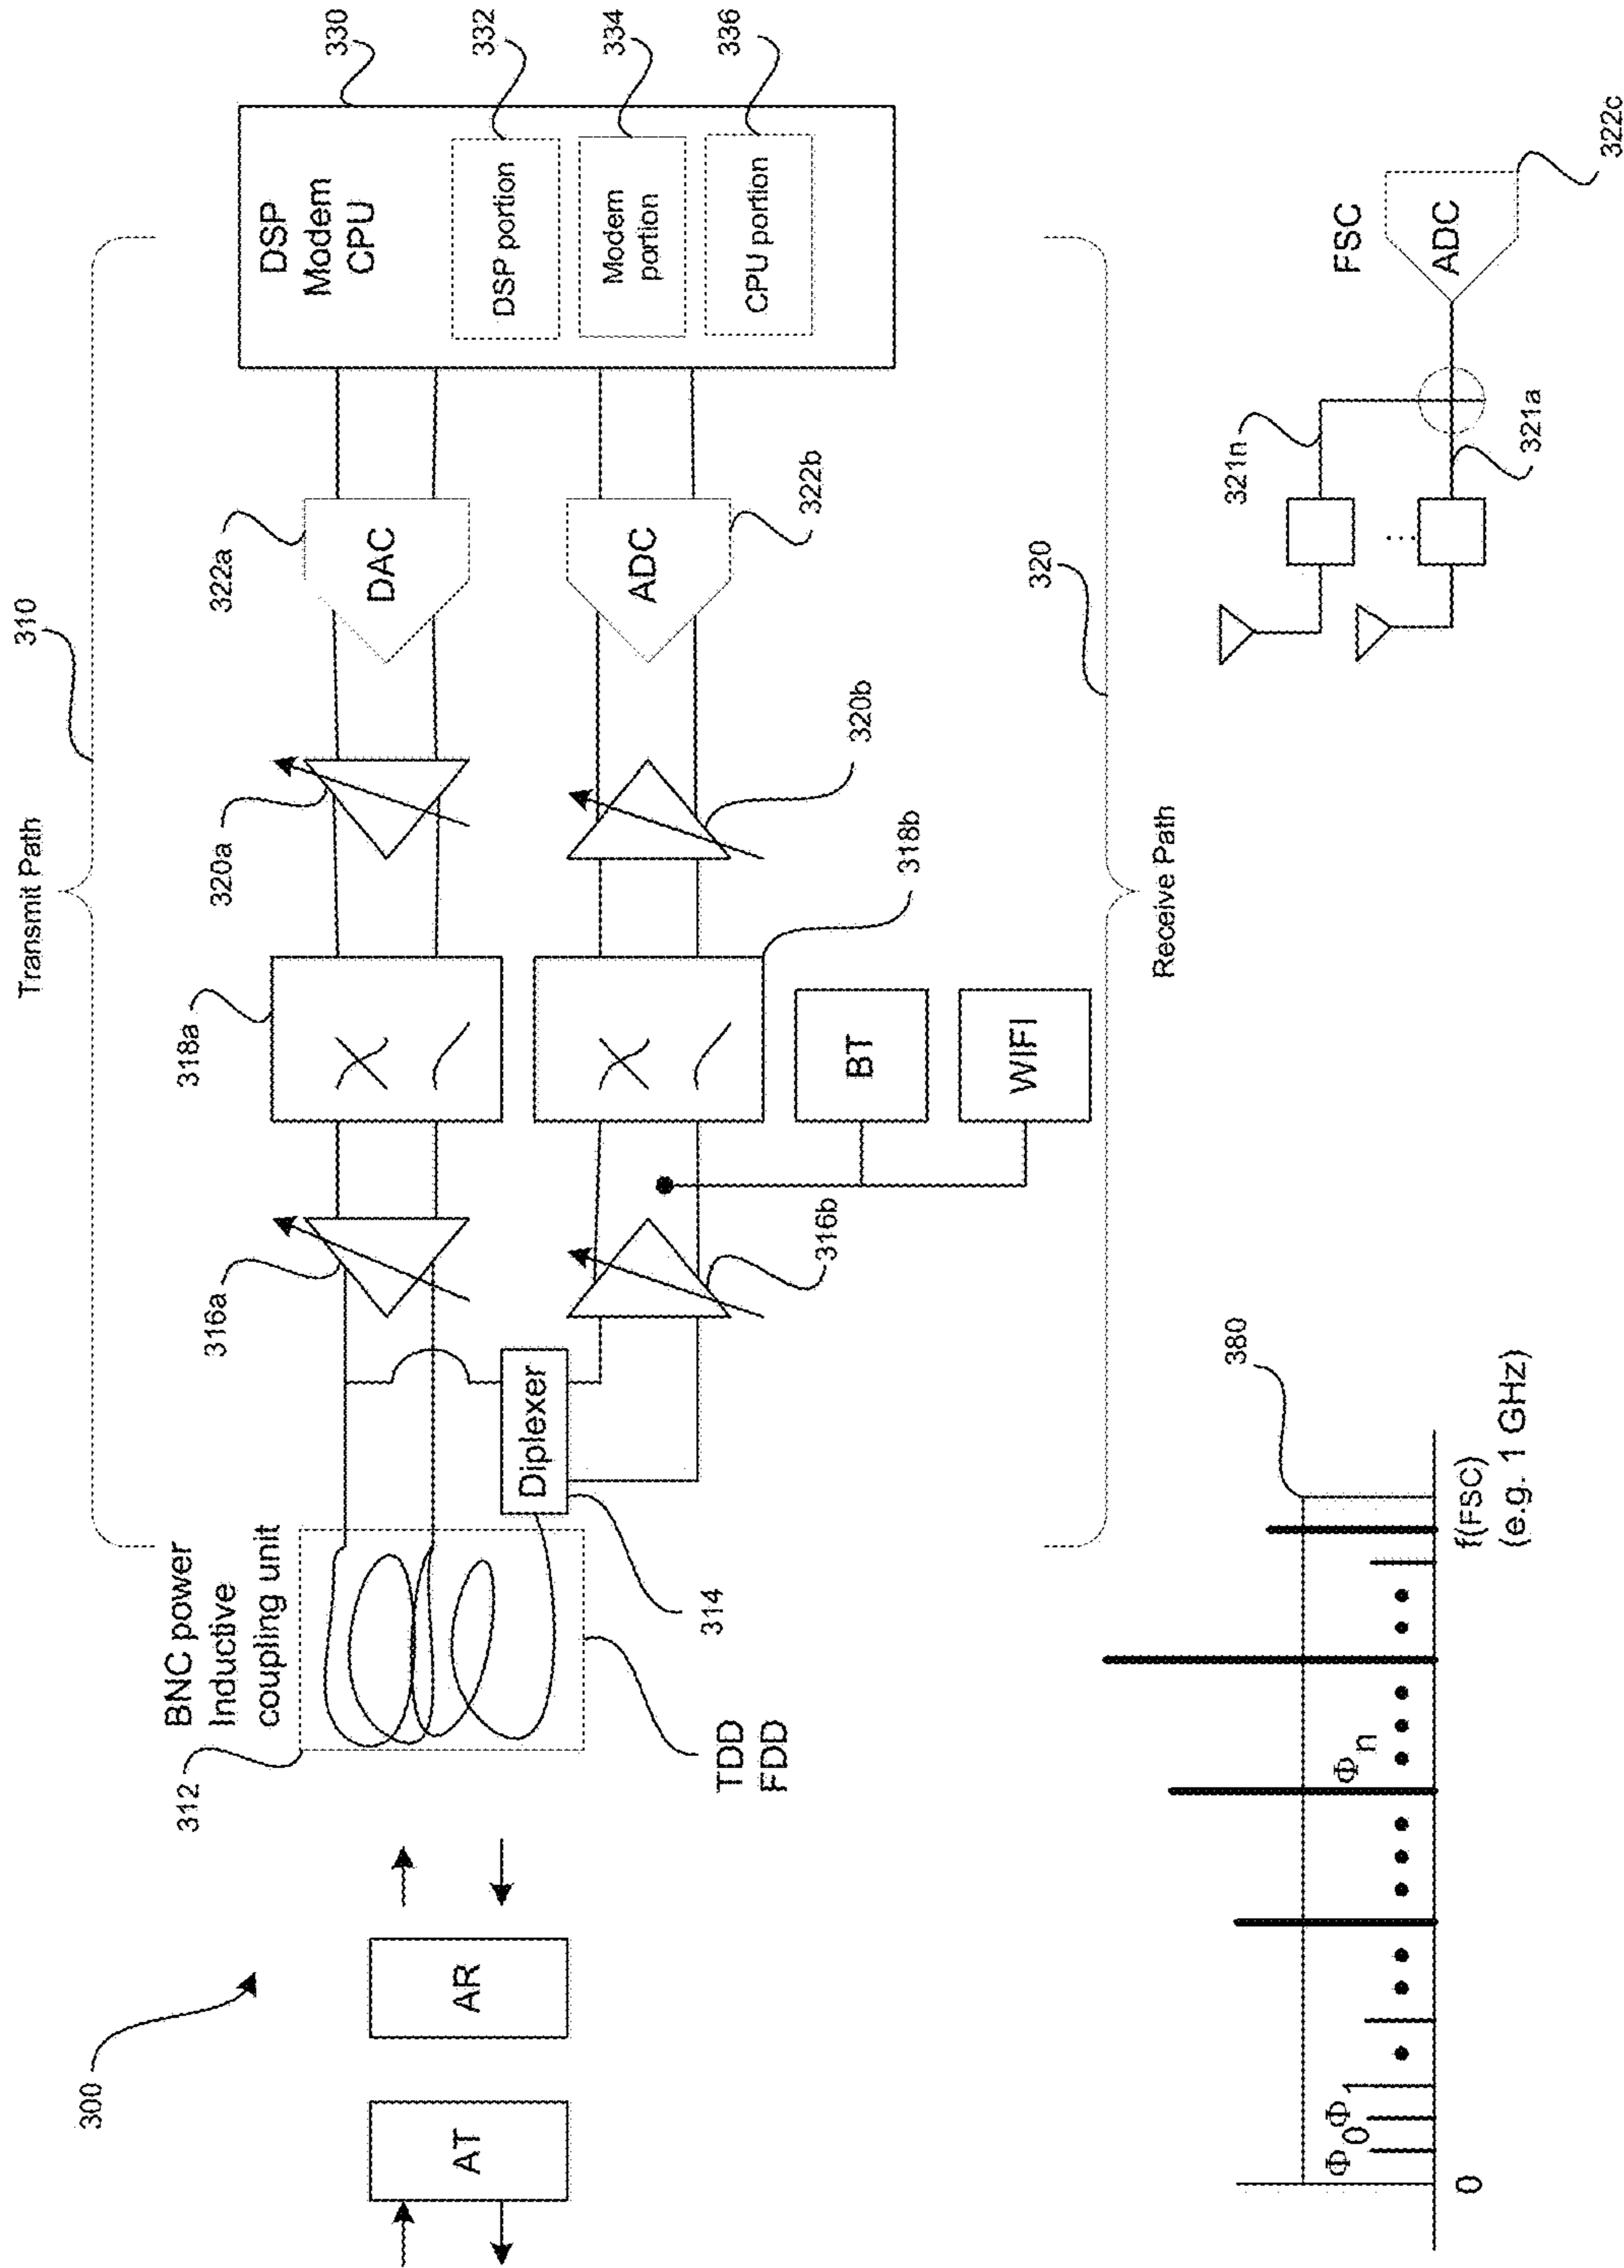 300
AT
AR
312
BNC power
Inductive
coupling unit
TDD
FDD
314
Diplexer
Transmit Path
310
316a
316b
318a
318b
320a
320b
322a
DAC
322b
ADC
330
DSP
Modem
CPU
332
DSP portion
334
Modem
portion
336
CPU portion
BT
WIFI
320
Receive Path
0
Φ0
Φ1
Φn
380
f(FSC)
(e.g. 1 GHz)
321n
321a
FSC
ADC
322c